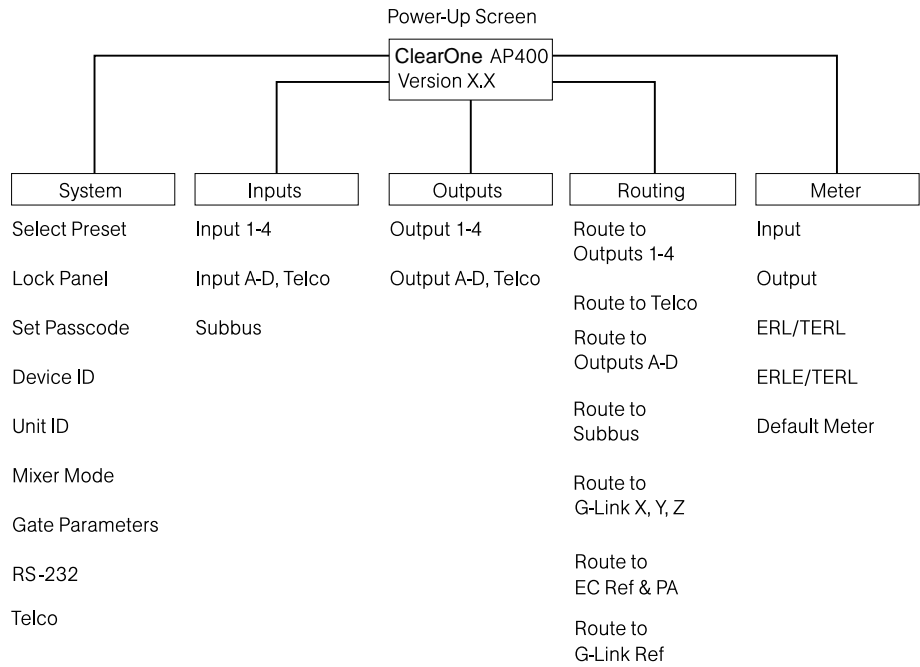 Power-Up Screen
ClearOne AP400
Version X.X
System
Select Preset
Lock Panel
Set Passcode
Device ID
Unit ID
Mixer Mode
Gate Parameters
RS-232
Telco
Inputs
Input 1-4
Input A-D, Telco
Subbus
Outputs
Output 1-4
Output A-D, Telco
Routing
Route to
Outputs 1-4
Route to Telco
Route to
Outputs A-D
Route to
Subbus
Route to
G-Link X, Y, Z
Route to
EC Ref & PA
Route to
G-Link Ref
Meter
Input
Output
ERL/TERL
ERLE/TERL
Default Meter